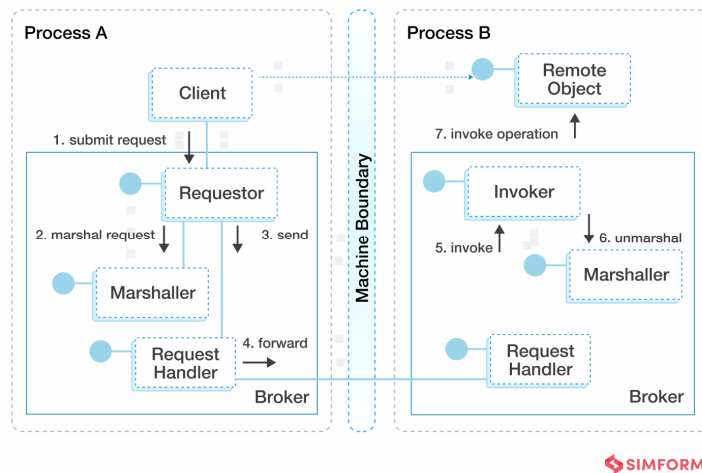 Process A
Client
1. submit request
Requestor
2. marshal request
3. send
Marshaller
Request
Handler
4. forward
Broker
Machine Boundary
Process B
Remote
Object
7. invoke operation
Invoker
5. invoke
6. unmarshal
Marshaller
Request
Handler
Broker
SIMFORM